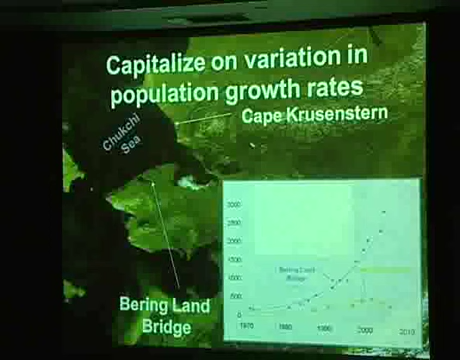 Capitalize on variation in
population growth rates
Cape Krusenstern
Chukchi
Sea
3000
2500
2000
1500
1000
500
0
Bering Land
Bridge
1970
1980
1990
2000
2010
Bering Land
Bridge